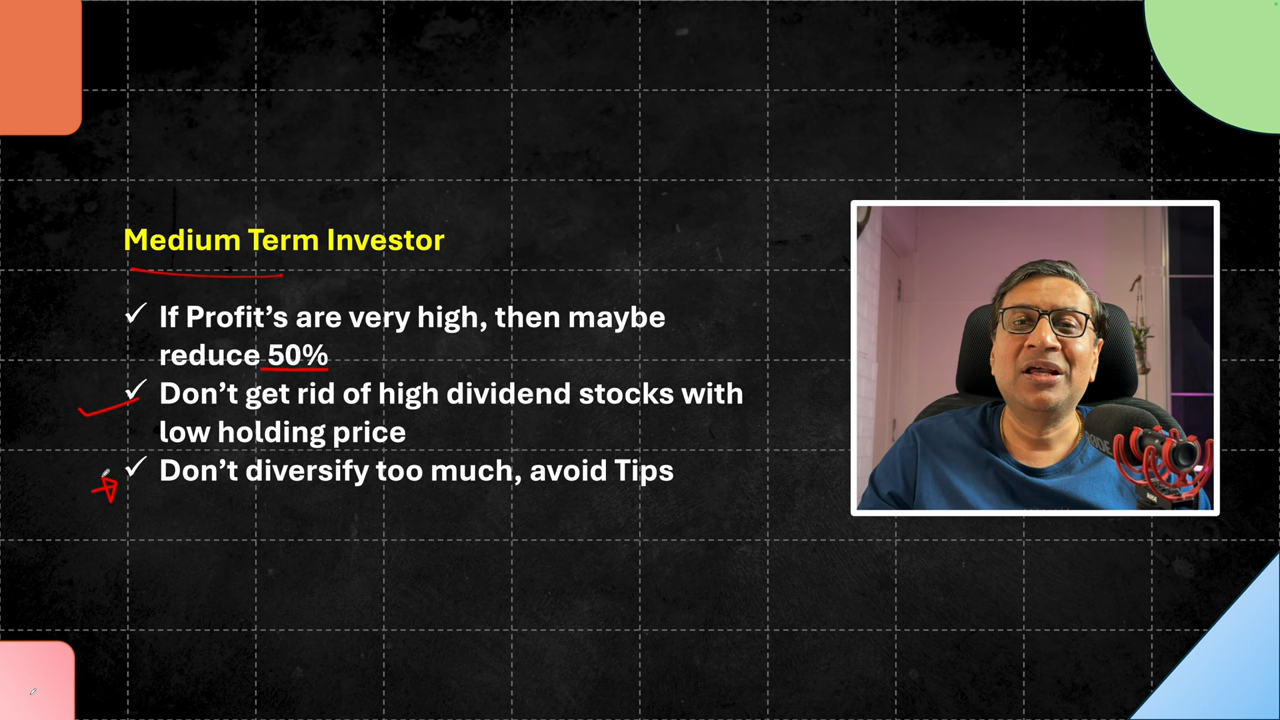 Medium Term Investor
✓ If Profit’s are very high, then maybe
reduce 50%
✓ Don’t get rid of high dividend stocks with
low holding price
✓ Don’t diversify too much, avoid Tips